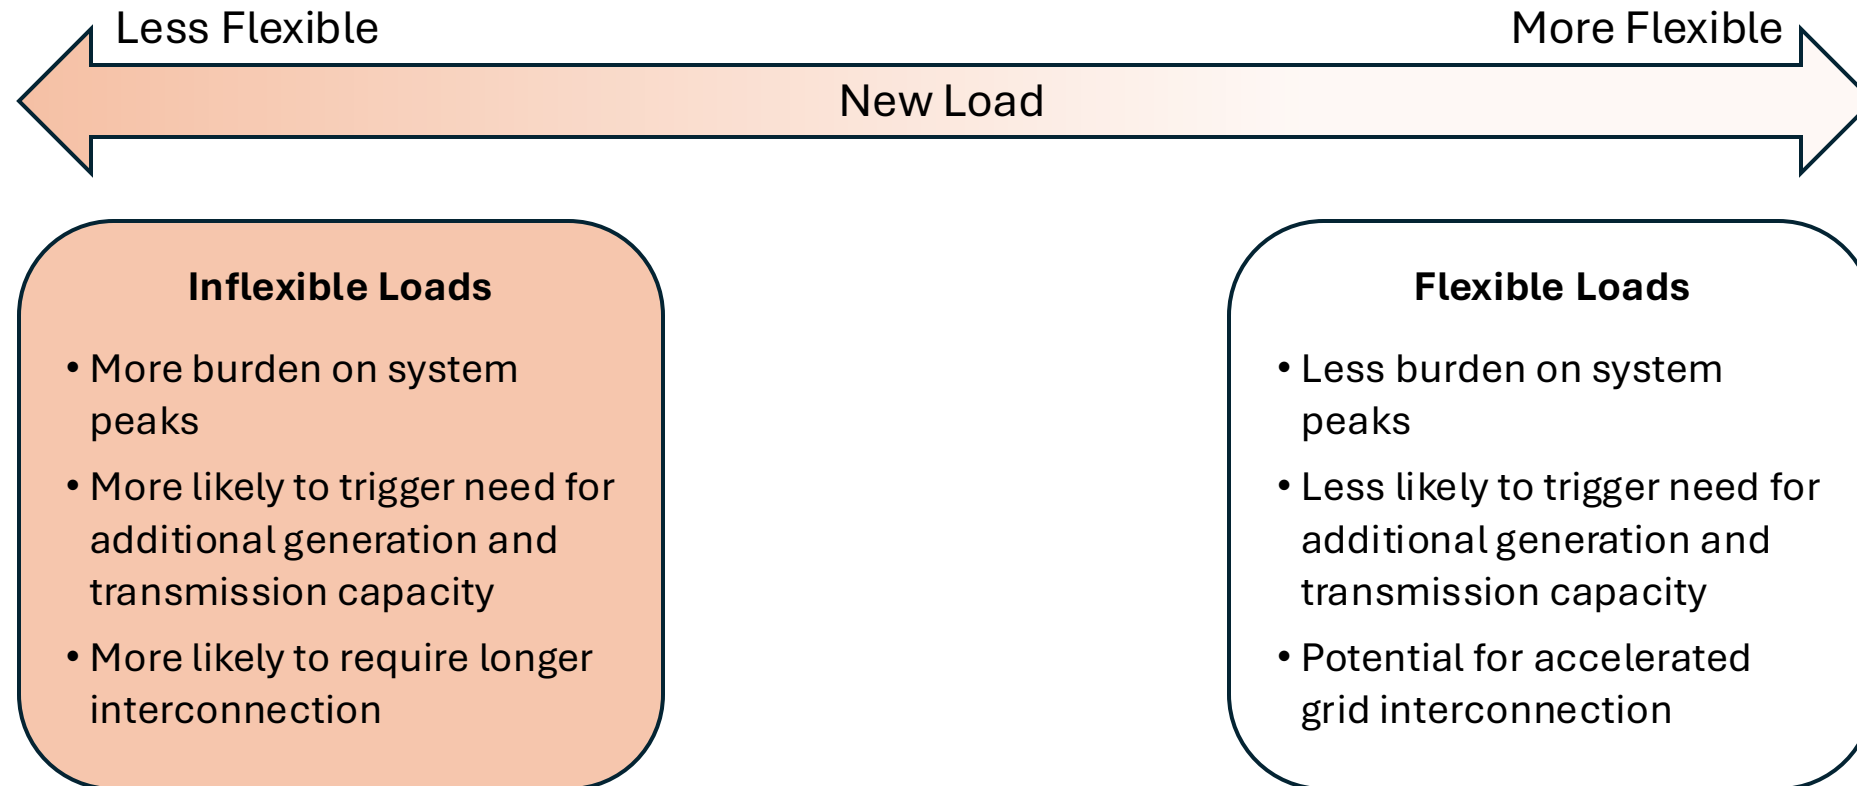 Less Flexible
More Flexible
New Load
Inflexible Loads
• More burden on system
peaks
• More likely to trigger need for
additional generation and
transmission capacity
• More likely to require longer
interconnection
Flexible Loads
• Less burden on system
peaks
• Less likely to trigger need for
additional generation and
transmission capacity
• Potential for accelerated
grid interconnection